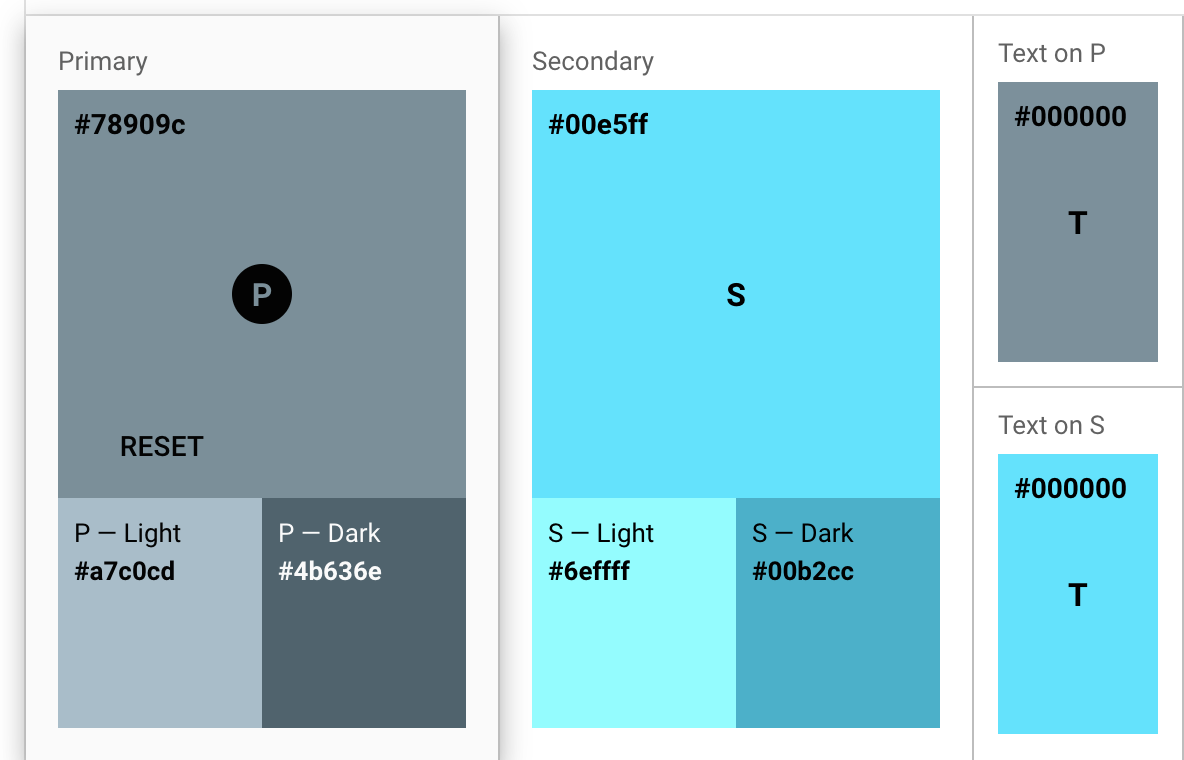 Primary
#78909c
P
RESET
P — Light
#a7c0cd
P — Dark
#4b636e
Secondary
#00e5ff
S
S — Light
#6effff
S — Dark
#00b2cc
Text on P
#000000
T
Text on S
#000000
T